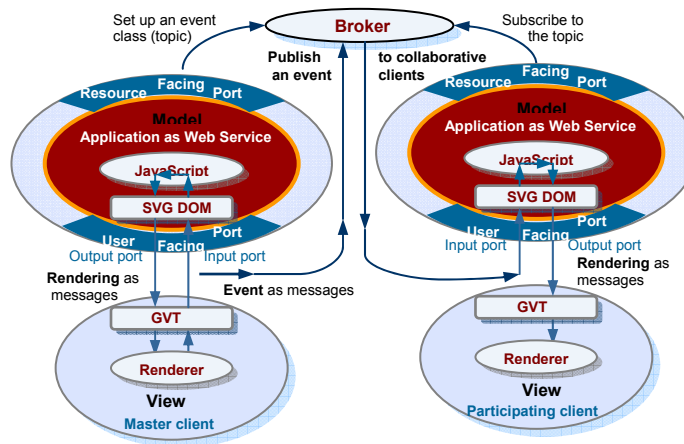 Set up an event
class (topic)
Broker
Subscribe to
the topic
Publish
an event
to collaborative
clients
Resource Facing Port
Model
Application as Web Service
JavaScript
SVG DOM
User Facing Port
Output port
Input port
Rendering as
messages
Event as messages
GVT
Renderer
View
Master client
Resource Facing Port
Model
Application as Web Service
JavaScript
SVG DOM
User Facing Port
Input port
Output port
Rendering as
messages
GVT
Renderer
View
Participating client